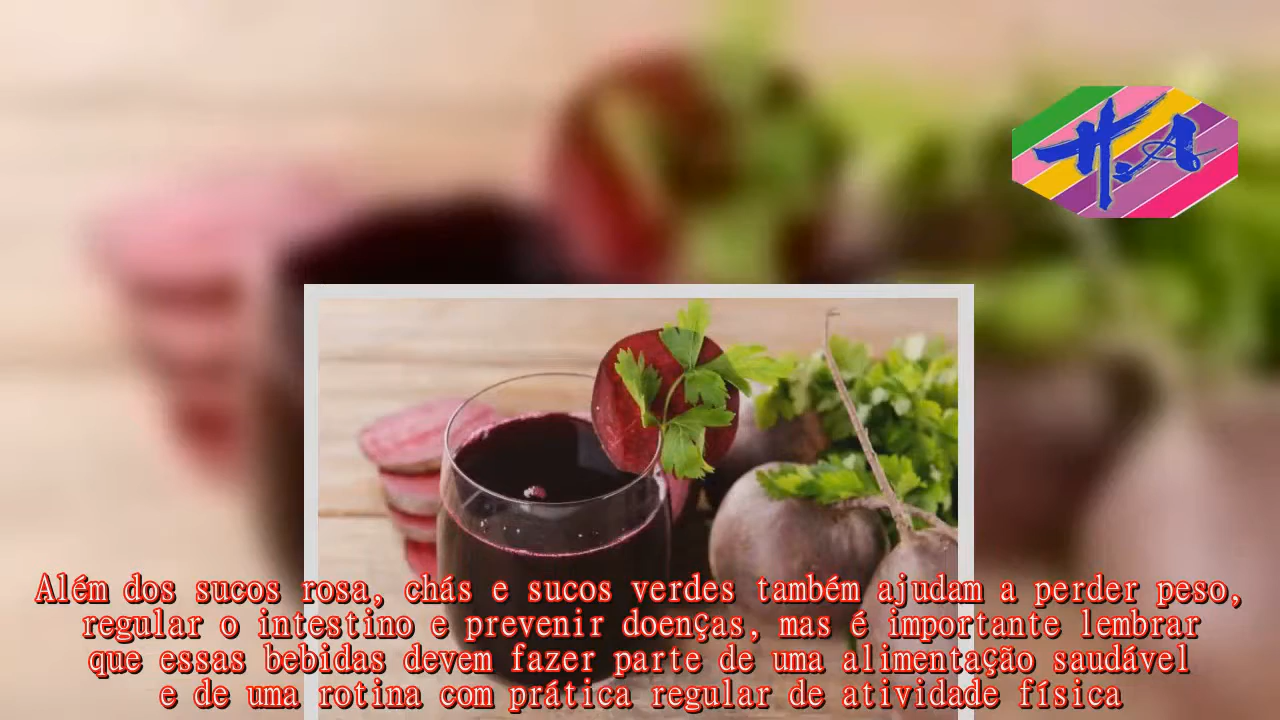 H.A
Além dos sucos rosa, chás e sucos verdes também ajudam a perder peso,
regular o intestino e prevenir doenças, mas é importante lembrar
que essas bebidas devem fazer parte de uma alimentação saudável
e de uma rotina com prática regular de atividade física